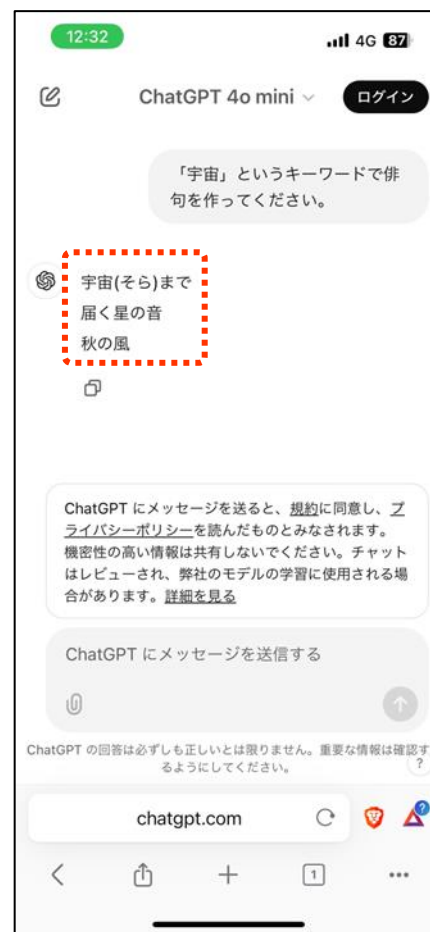 12:32
4G 87
ChatGPT 4o mini
ログイン
「宇宙」というキーワードで俳
句を作ってください。
宇宙(そら)まで
届く星の音
秋の風
ChatGPT にメッセージを送ると、規約に同意し、プ
ライバシーポリシーを読んだものとみなされます。
機密性の高い情報は共有しないでください。チャット
はレビューされ、弊社のモデルの学習に使用される場
合があります。詳細を見る
ChatGPT にメッセージを送信する
ChatGPT の回答は必ずしも正しいとは限りません。重要な情報は確認す
るようにしてください。
?
chatgpt.com
1